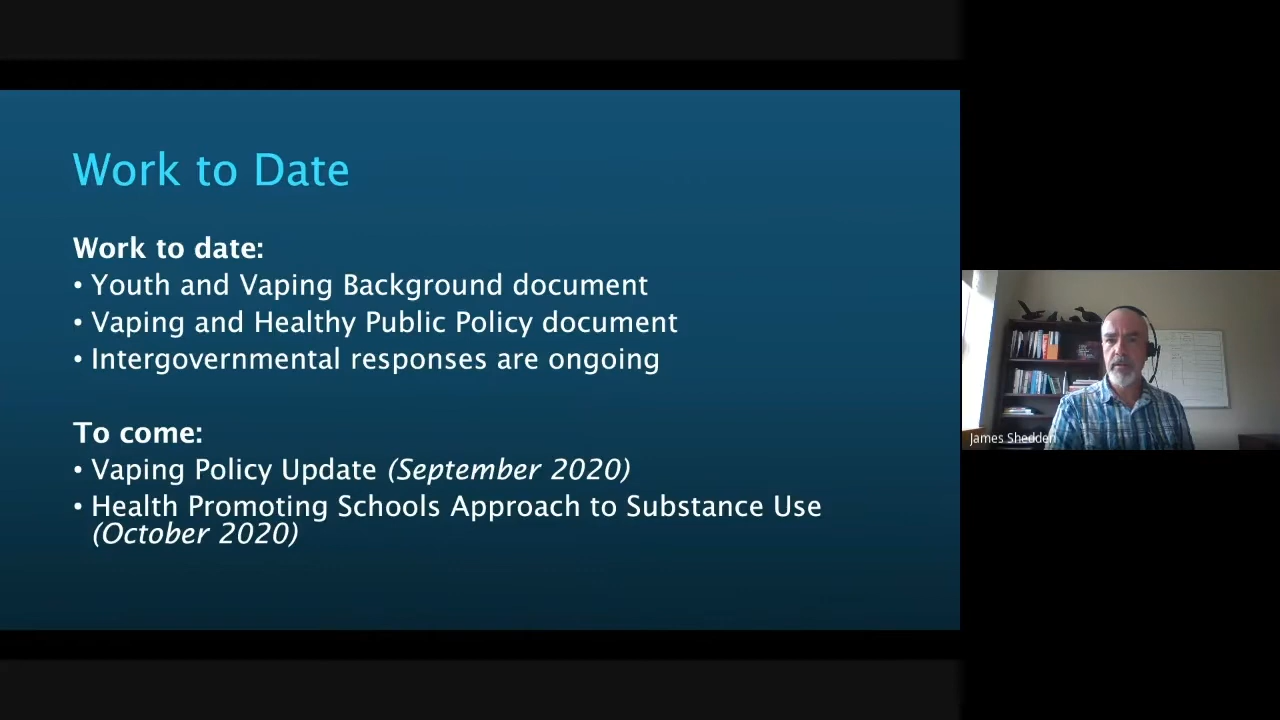 Work to Date
Work to date:
• Youth and Vaping Background document
• Vaping and Healthy Public Policy document
• Intergovernmental responses are ongoing
To come:
• Vaping Policy Update (September 2020)
• Health Promoting Schools Approach to Substance Use
(October 2020)
James Shedden